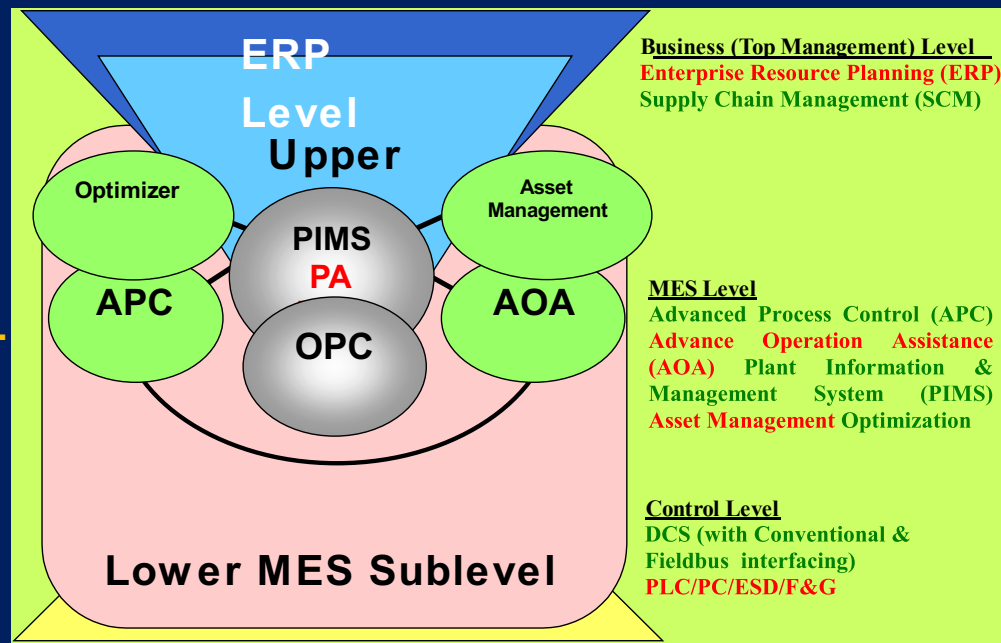 ERP
Level
Upper
Optimizer
Asset
Management
PIMS
PA
APC
AOA
OPC
Lower MES Sublevel
Business (Top Management) Level
Enterprise Resource Planning (ERP)
Supply Chain Management (SCM)
MES Level
Advanced Process Control (APC)
Advance Operation Assistance
(AOA) Plant Information &
Management System (PIMS)
Asset Management Optimization
Control Level
DCS (with Conventional &
Fieldbus interfacing)
PLC/PC/ESD/F&G